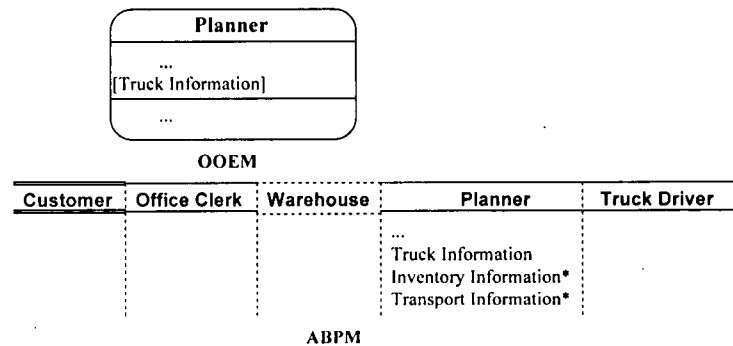 Planner
...
[Truck Information]
...
OOEM
Customer Office Clerk Warehouse Planner Truck Driver
...
Truck Information
Inventory Information*
Transport Information*
ABPM